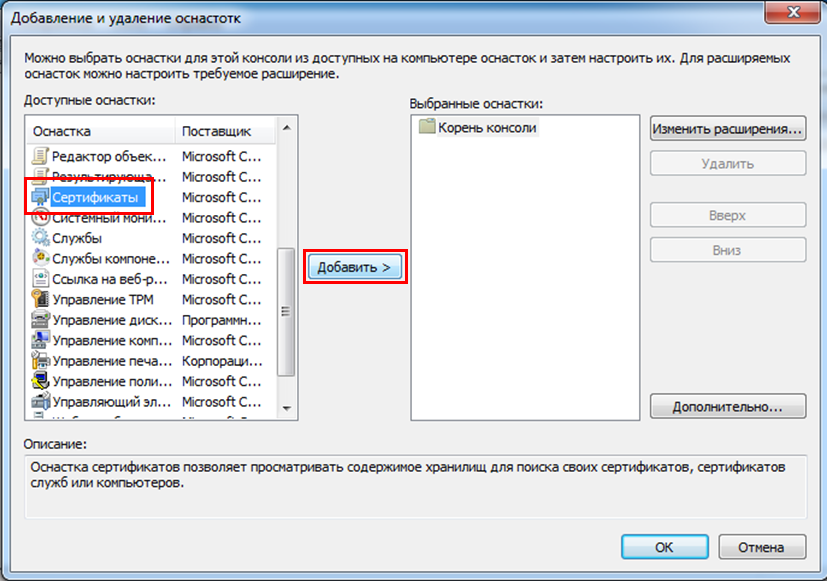 Добавление и удаление оснастотк
Можно выбрать оснастки для этой консоли из доступных на компьютере оснасток и затем настроить их. Для расширяемых
оснасток можно настроить требуемое расширение.
Доступные оснастки:
Оснастка Поставщик
Редактор объек... Microsoft C...
Результирующа... Microsoft C...
Сертификаты Microsoft C...
Системный мони... Microsoft C...
Службы Microsoft C...
Службы компоне... Microsoft C...
Ссылка на веб-р... Microsoft C...
Управление TPM Microsoft C...
Управление диск... Программн...
Управление комп... Microsoft C...
Управление печа... Корпораци...
Управление поли... Microsoft C...
Управляющий эл... Microsoft C...
Добавить >
Выбранные оснастки:
Корень консоли
Изменить расширения...
Удалить
Вверх
Вниз
Дополнительно...
Описание:
Оснастка сертификатов позволяет просматривать содержимое хранилищ для поиска своих сертификатов, сертификатов
служб или компьютеров.
ОК
Отмена